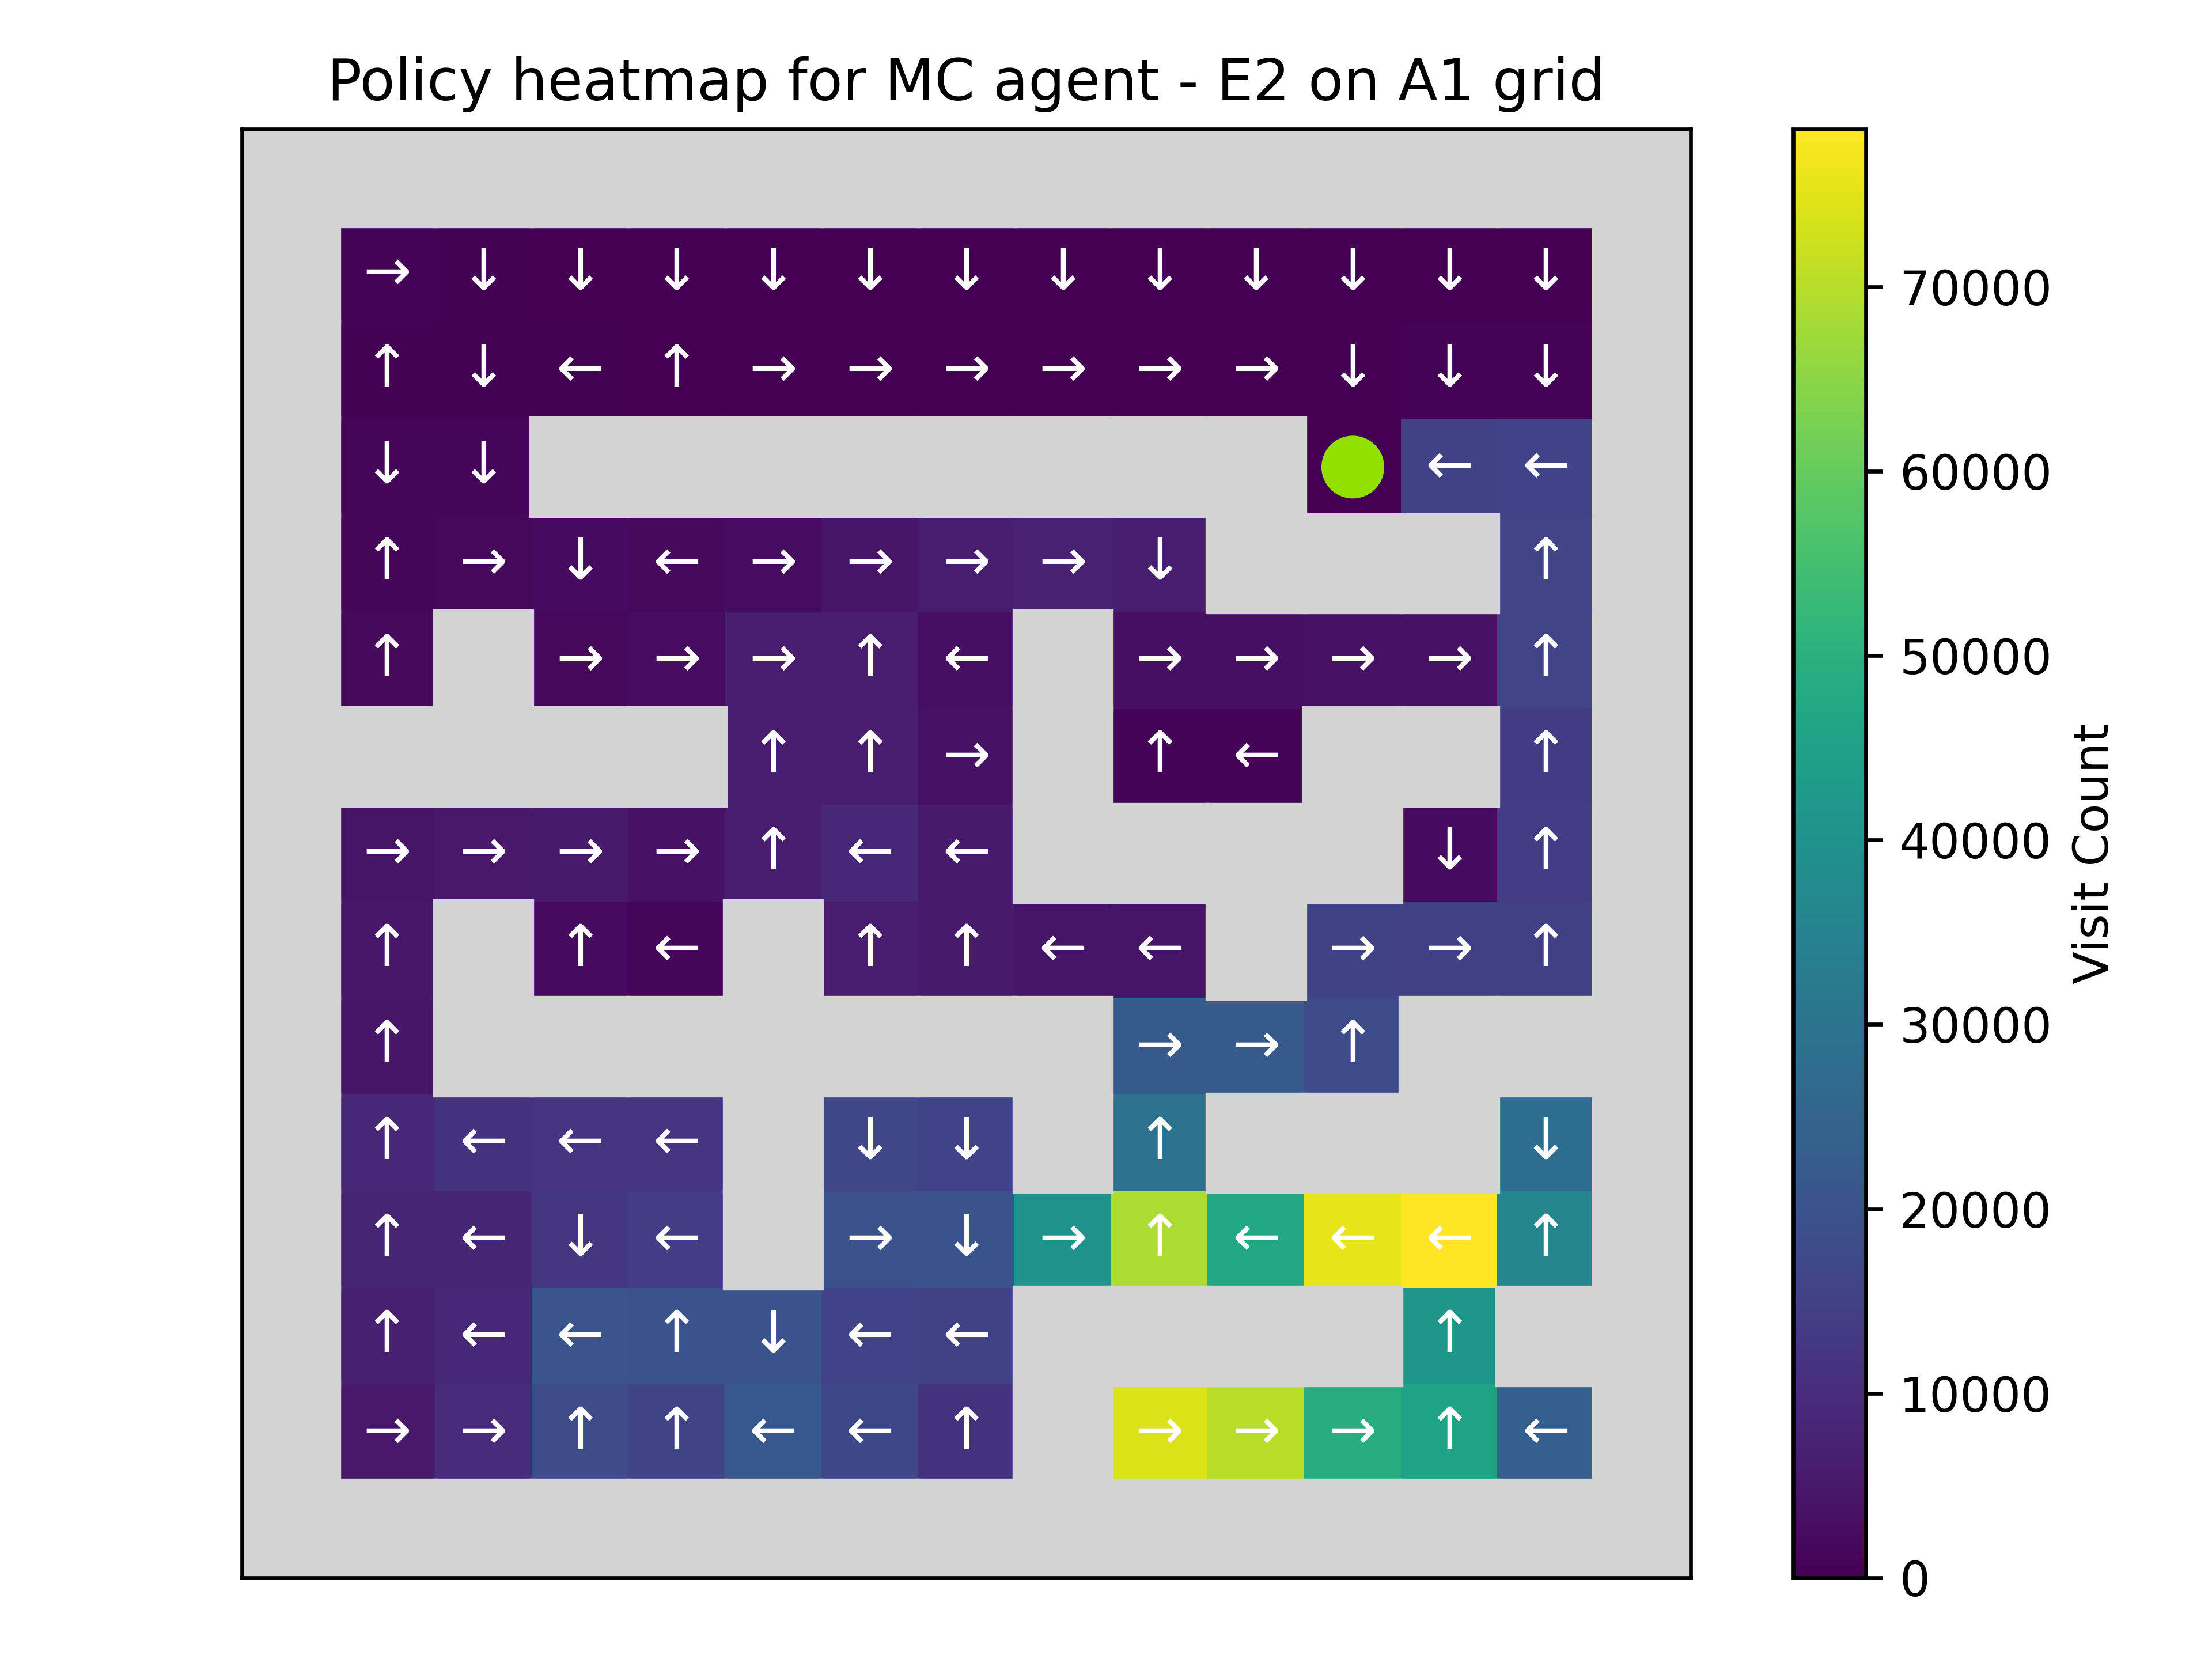 Policy heatmap for MC agent - E2 on A1 grid
→ ↓ ↓ ↓ ↓ ↓ ↓ ↓ ↓ ↓ ↓ ↓ ↓
↑ ↓ ← ↑ → → → → → → ↓ ↓ ↓
↓ ↓ ← ←
↑ → ↓ ← → → → → ↓ ↑
↑ → → → ↑ ← → → → → ↑
↑ ↑ → ↑ ← ↑
→ → → → ↑ ← ← ↓ ↑
↑ ↑ ← ↑ ↑ ← ← → → ↑
↑ → → ↑
↑ ← ← ← ↓ ↓ ↑ ↓
↑ ← ↓ ← → ↓ → ↑ ← ← ← ↑
↑ ← ← ↑ ↓ ← ← ↑
→ → ↑ ↑ ← ← ↑ → → → ↑ ←
70000
60000
50000
40000
30000
20000
10000
0
Visit Count